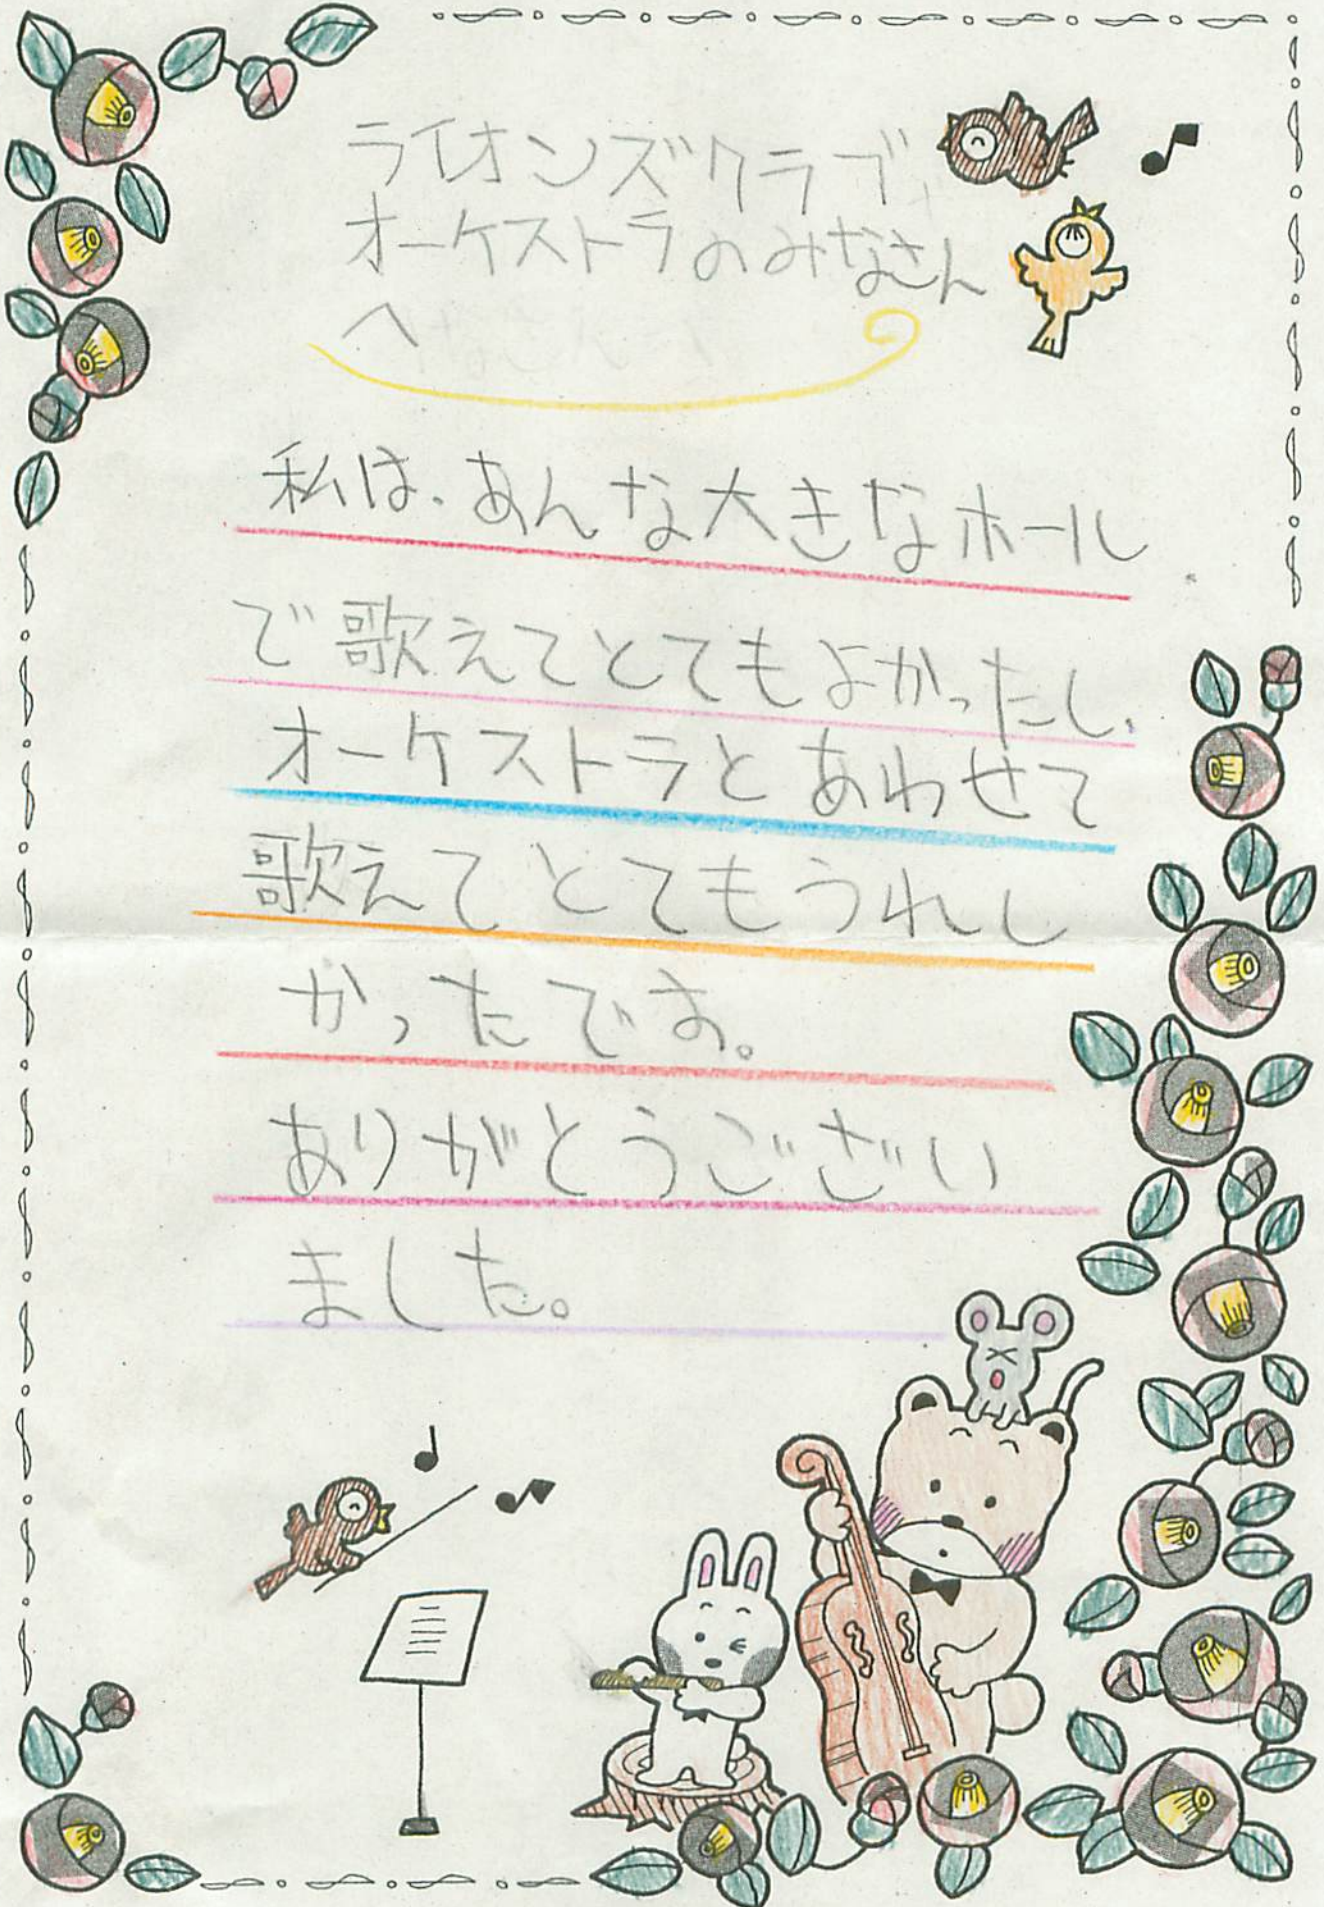 ライオンズクラブ、
オーケストラのみなさん
へ
私は、あんな大きなホール
で歌えてとてもよかったし、
オーケストラとあわせて
歌えてとてもうれし
かったです。
ありがとうござい
ました。